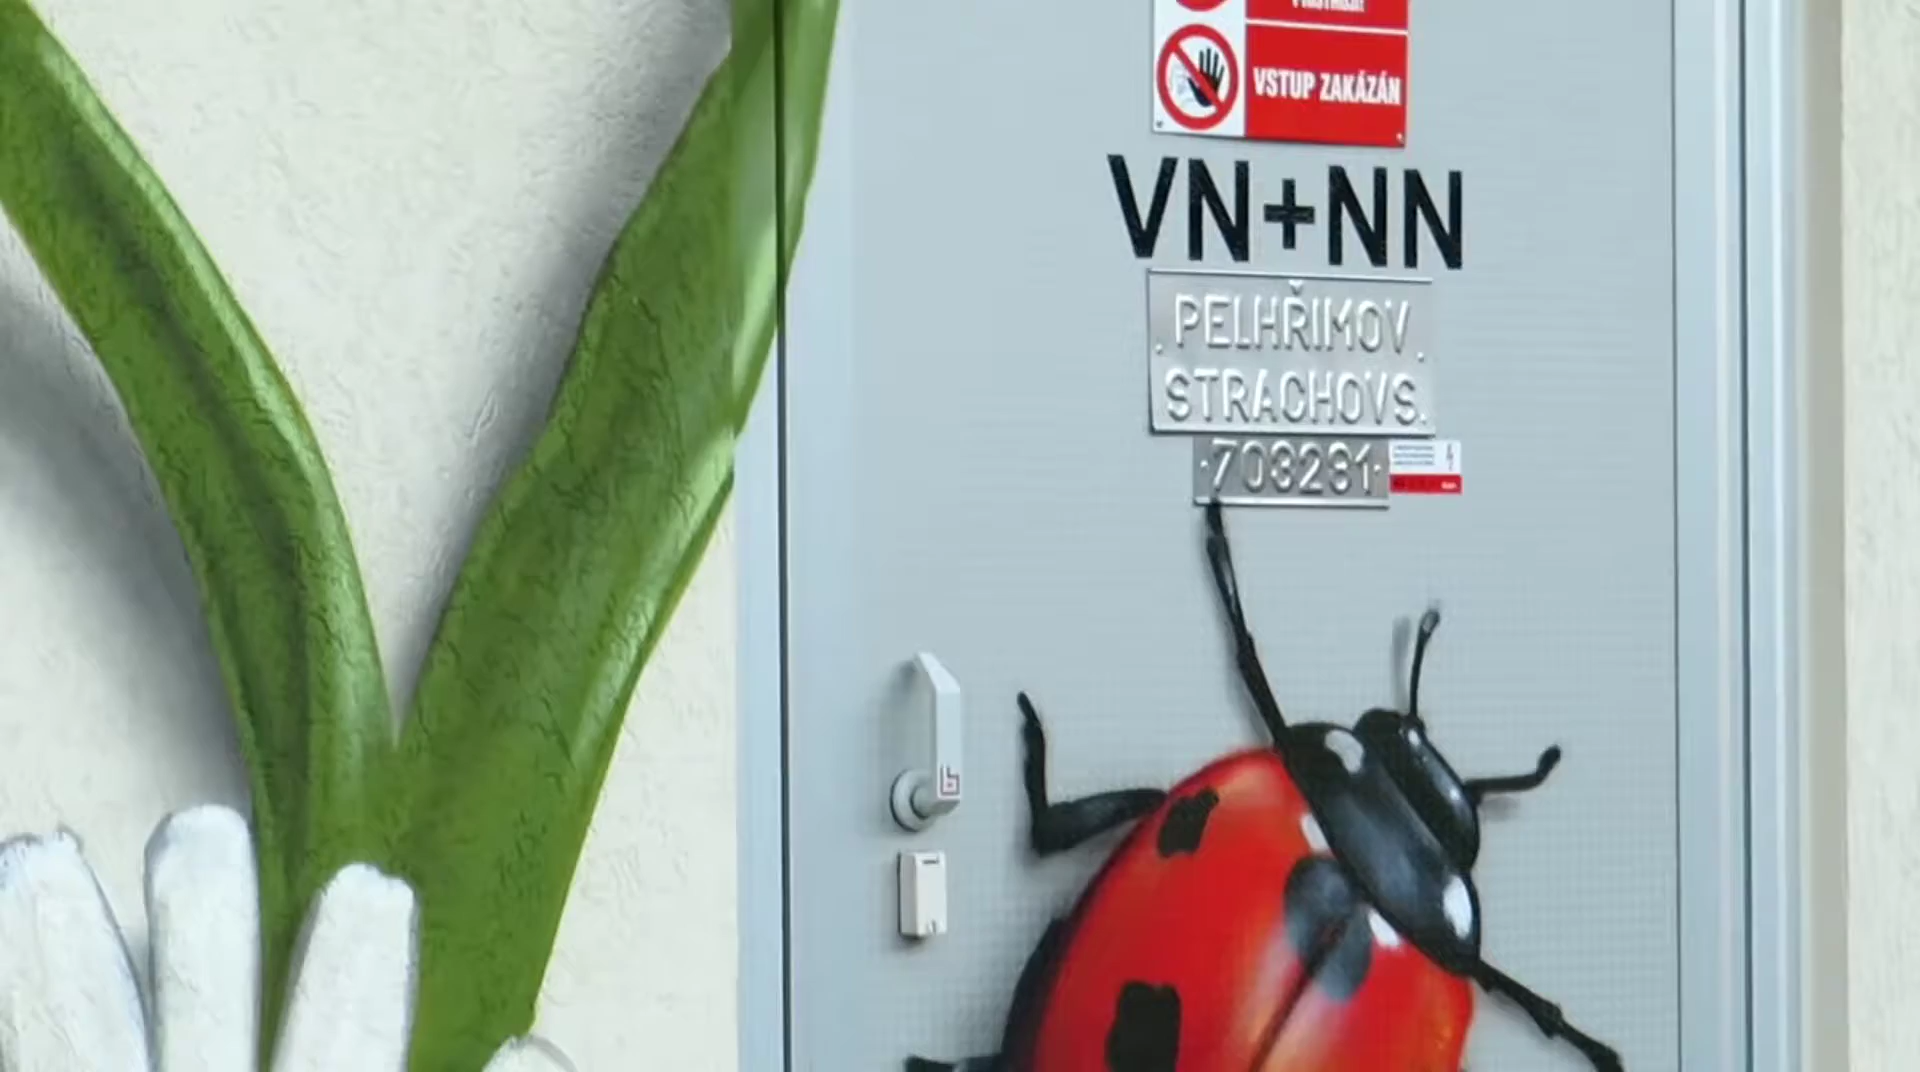 VSTUP ZAKÁZÁN
VN+NN
PELHŘIMOV
STRACHOVS.
703281